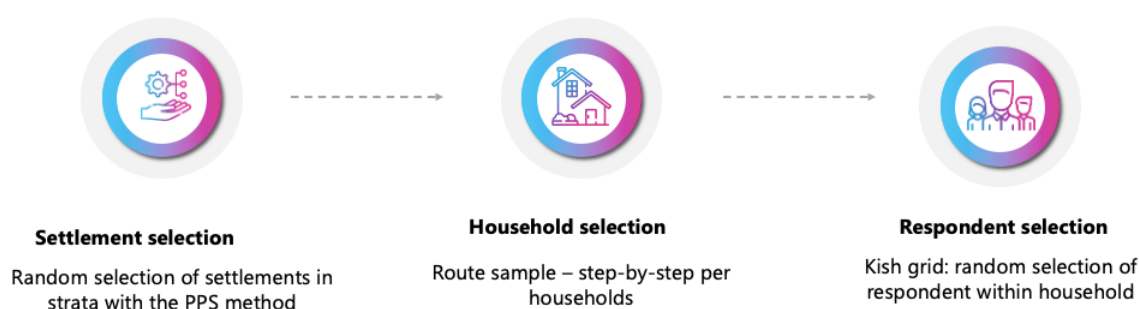 Settlement selection
Random selection of settlements in
strata with the PPS method
Household selection
Route sample – step-by-step per
households
Respondent selection
Kish grid: random selection of
respondent within household